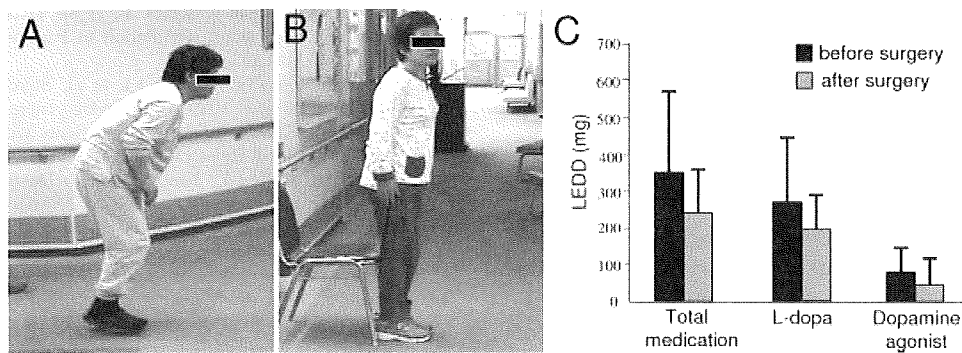 A
B
C
700
600
500
400
300
200
100
0
LEDD (mg)
before surgery
after surgery
Total
medication
L-dopa
Dopamine
agonist